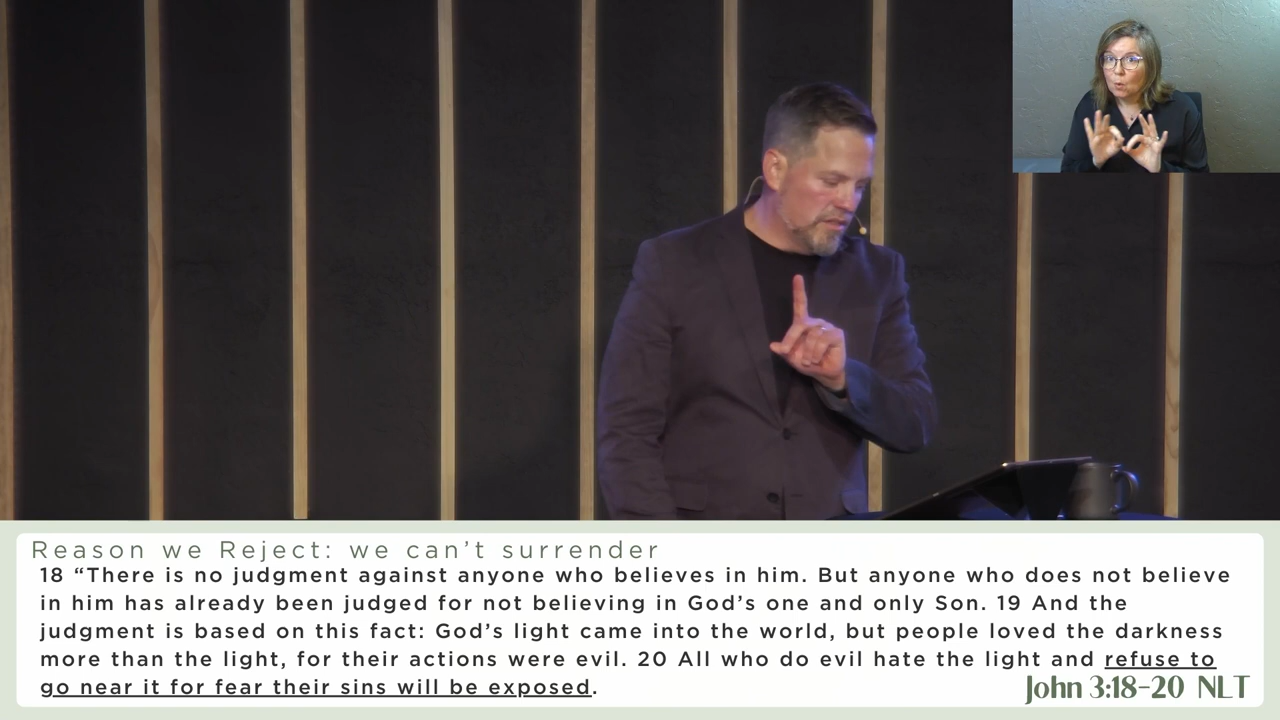 Reason we Reject: we can't surrender
18 “There is no judgment against anyone who believes in him. But anyone who does not believe
in him has already been judged for not believing in God’s one and only Son. 19 And the
judgment is based on this fact: God’s light came into the world, but people loved the darkness
more than the light, for their actions were evil. 20 All who do evil hate the light and refuse to
go near it for fear their sins will be exposed.
John 3:18-20 NLT